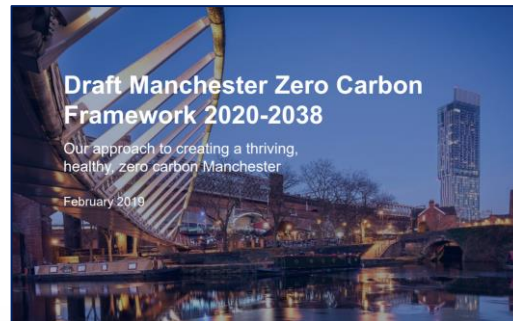 Draft Manchester Zero Carbon
Framework 2020-2038
Our approach to creating a thriving,
healthy, zero carbon Manchester
February 2019